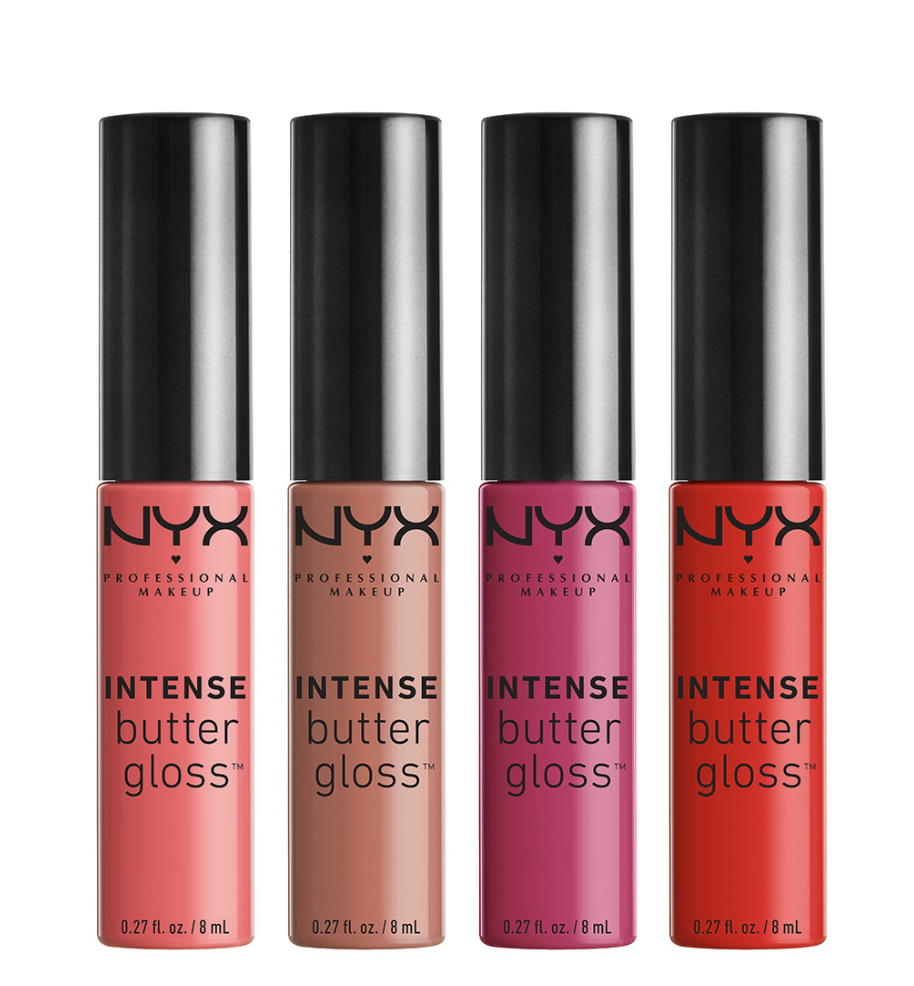 NYX
PROFESSIONAL
MAKEUP
INTENSE
butter
gloss™
0.27 fl. oz. / 8 mL
NYX
PROFESSIONAL
MAKEUP
INTENSE
butter
gloss™
0.27 fl. oz. / 8 mL
NYX
PROFESSIONAL
MAKEUP
INTENSE
butter
gloss™
0.27 fl. oz. / 8 mL
NYX
PROFESSIONAL
MAKEUP
INTENSE
butter
gloss™
0.27 fl. oz. / 8 mL